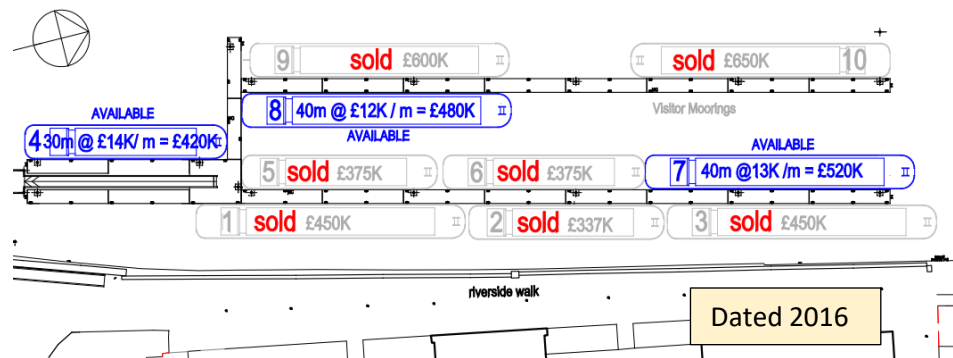 9 sold £600K
sold £650K 10
AVAILABLE
8 40m @ £12K / m = £480K
Visitor Moorings
4 30m @ £14K/ m = £420K
AVAILABLE
AVAILABLE
5 sold £375K
6 sold £375K
7 40m @13K /m = £520K
1 sold £450K
2 sold £337K
3 sold £450K
riverside walk
Dated 2016